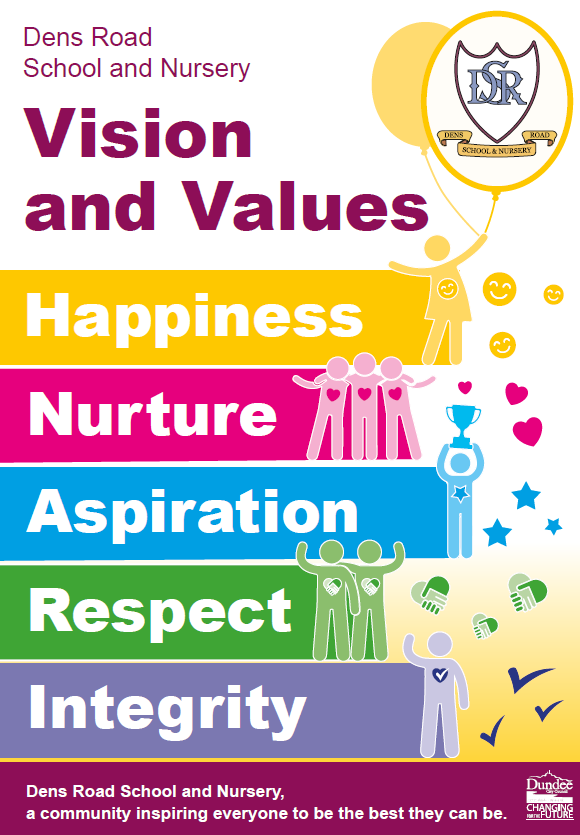 Dens Road
School and Nursery
DSR
DENS
ROAD
SCHOOL & NURSERY
Vision
and Values
Happiness
Nurture
Aspiration
Respect
Integrity
Dens Road School and Nursery,
a community inspiring everyone to be the best they can be.
Dundee
City Council
CHANGING
FOR THE FUTURE